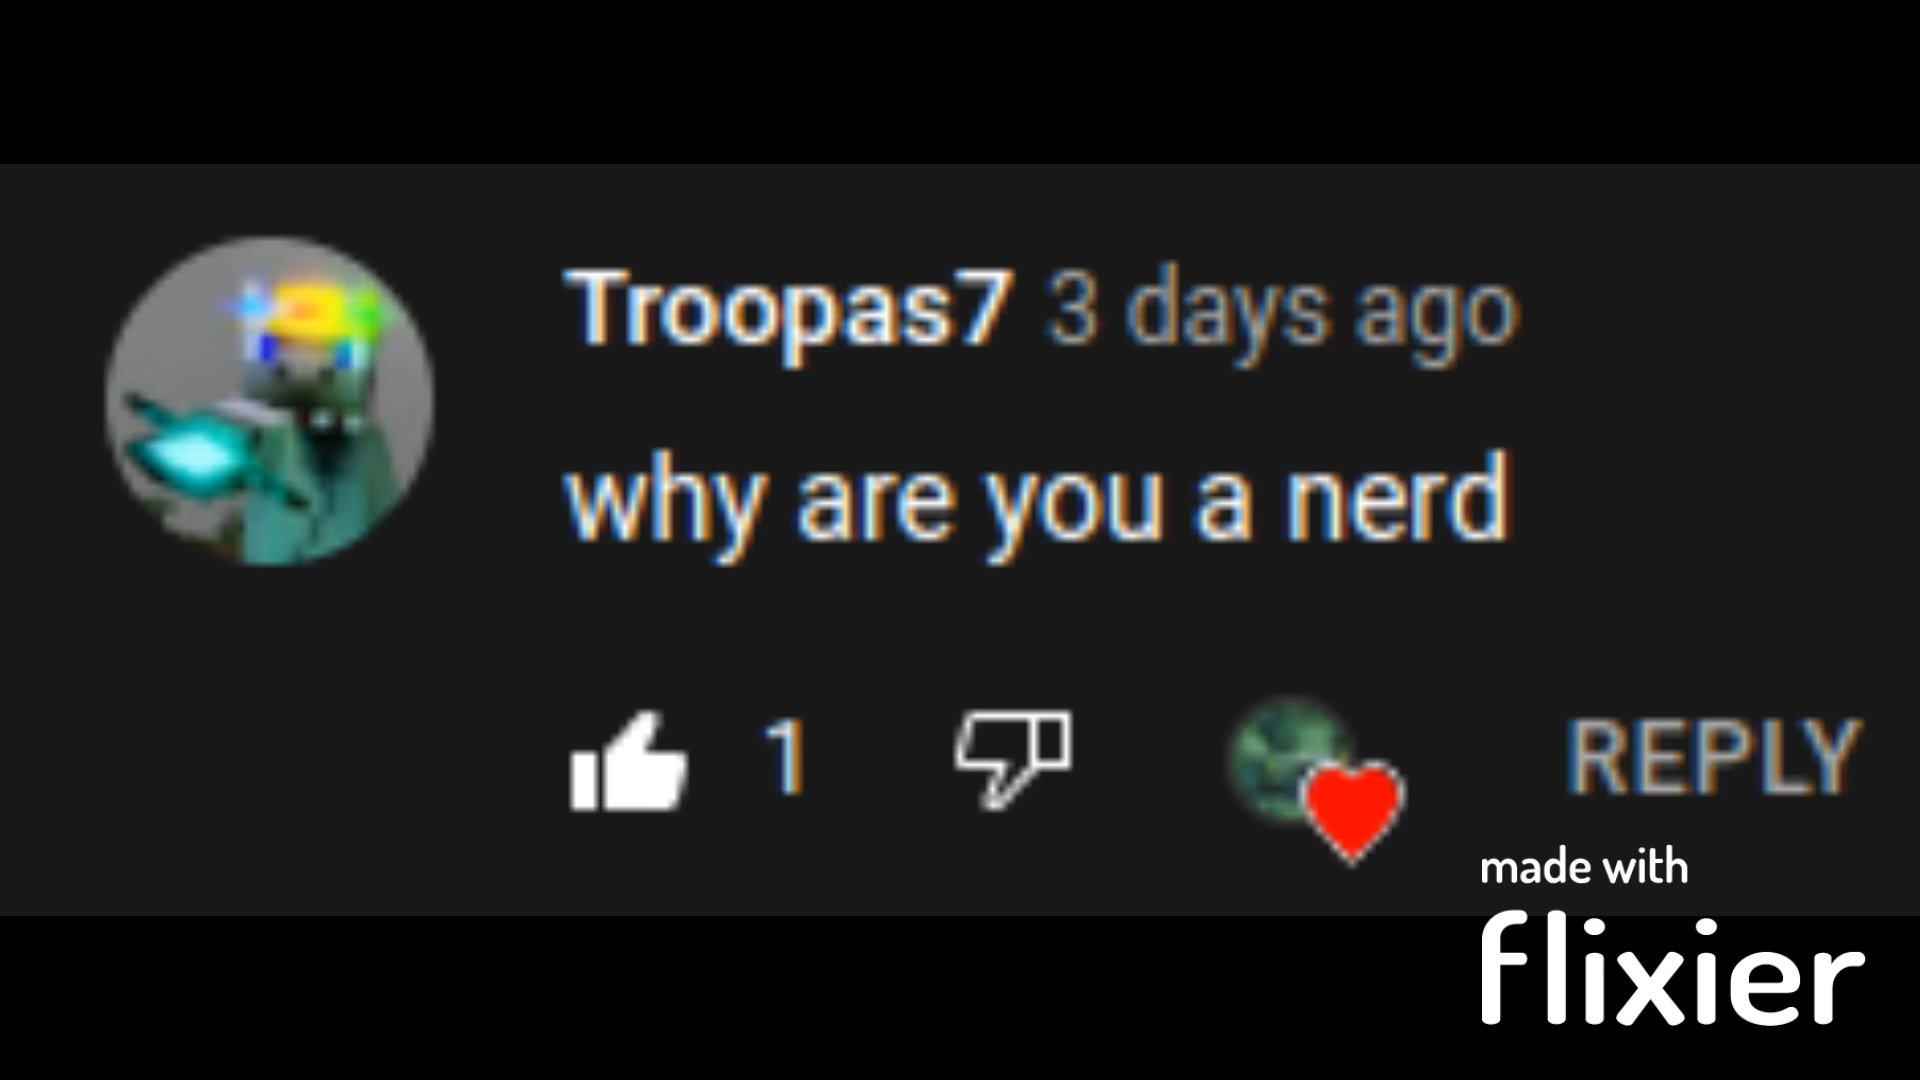 Troopas7 3 days ago
why are you a nerd
1 REPLY
made with
flixier